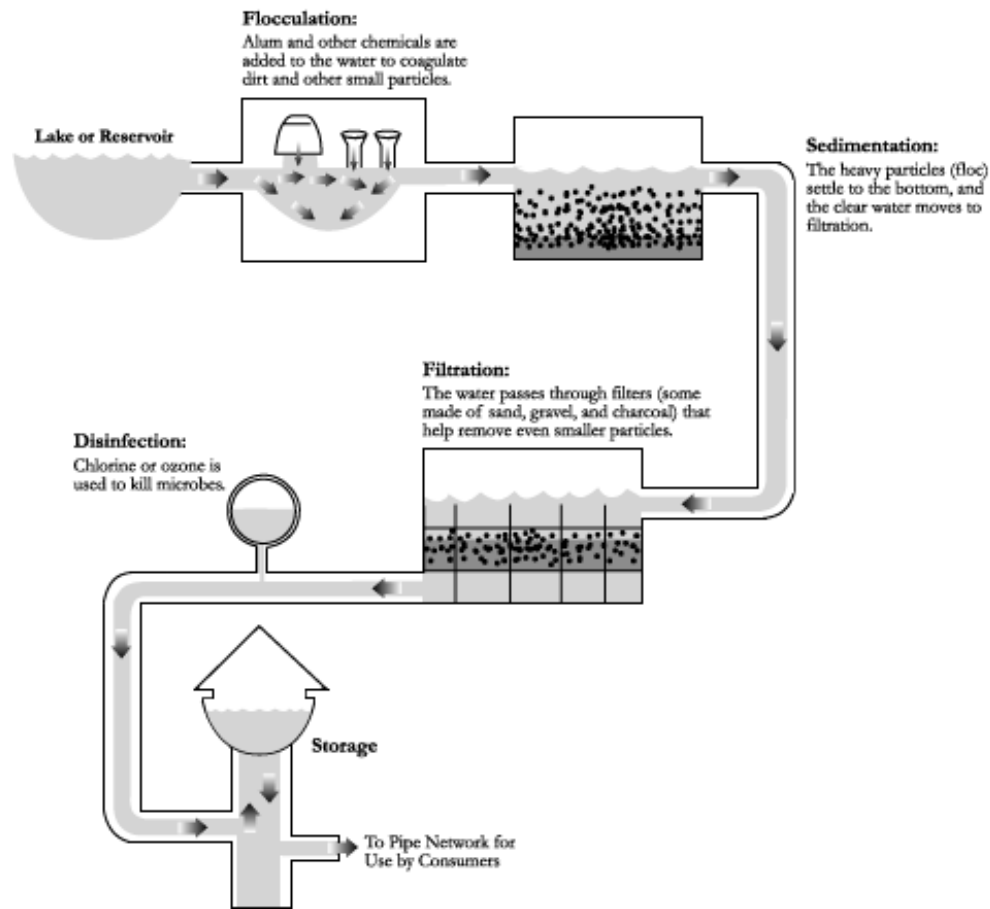 Flocculation:
Alum and other chemicals are
added to the water to coagulate
dirt and other small particles.
Lake or Reservoir
Sedimentation:
The heavy particles (floc)
settle to the bottom, and
the clear water moves to
filtration.
Filtration:
The water passes through filters (some
made of sand, gravel, and charcoal) that
help remove even smaller particles.
Disinfection:
Chlorine or ozone is
used to kill microbes.
Storage
To Pipe Network for
Use by Consumers